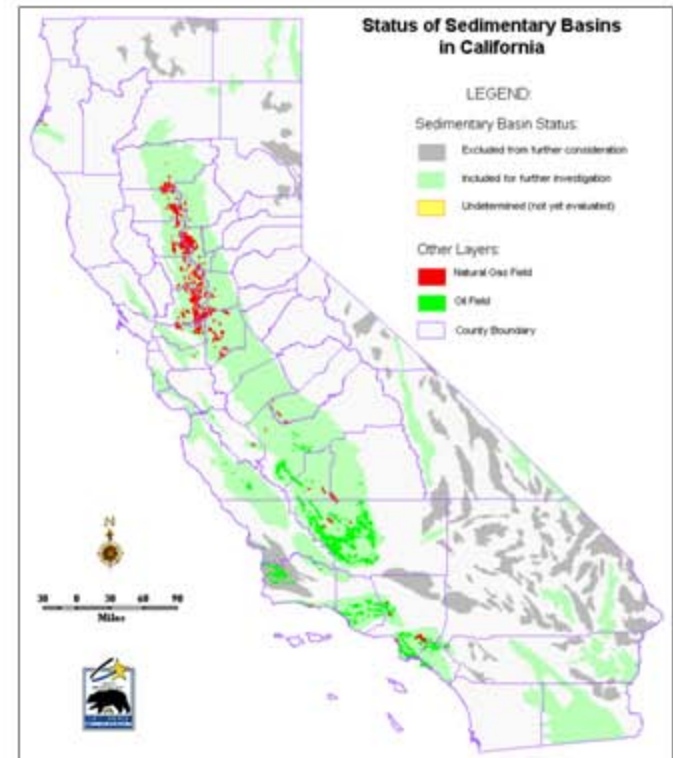 Status of Sedimentary Basins
in California
LEGEND:
Sedimentary Basin Status:
Excluded from further consideration
Included for further investigation
Undetermined (not yet evaluated)
Other Layers:
Natural Gas Field
Oil Field
County Boundary
N
30 0 30 60 90
Miles